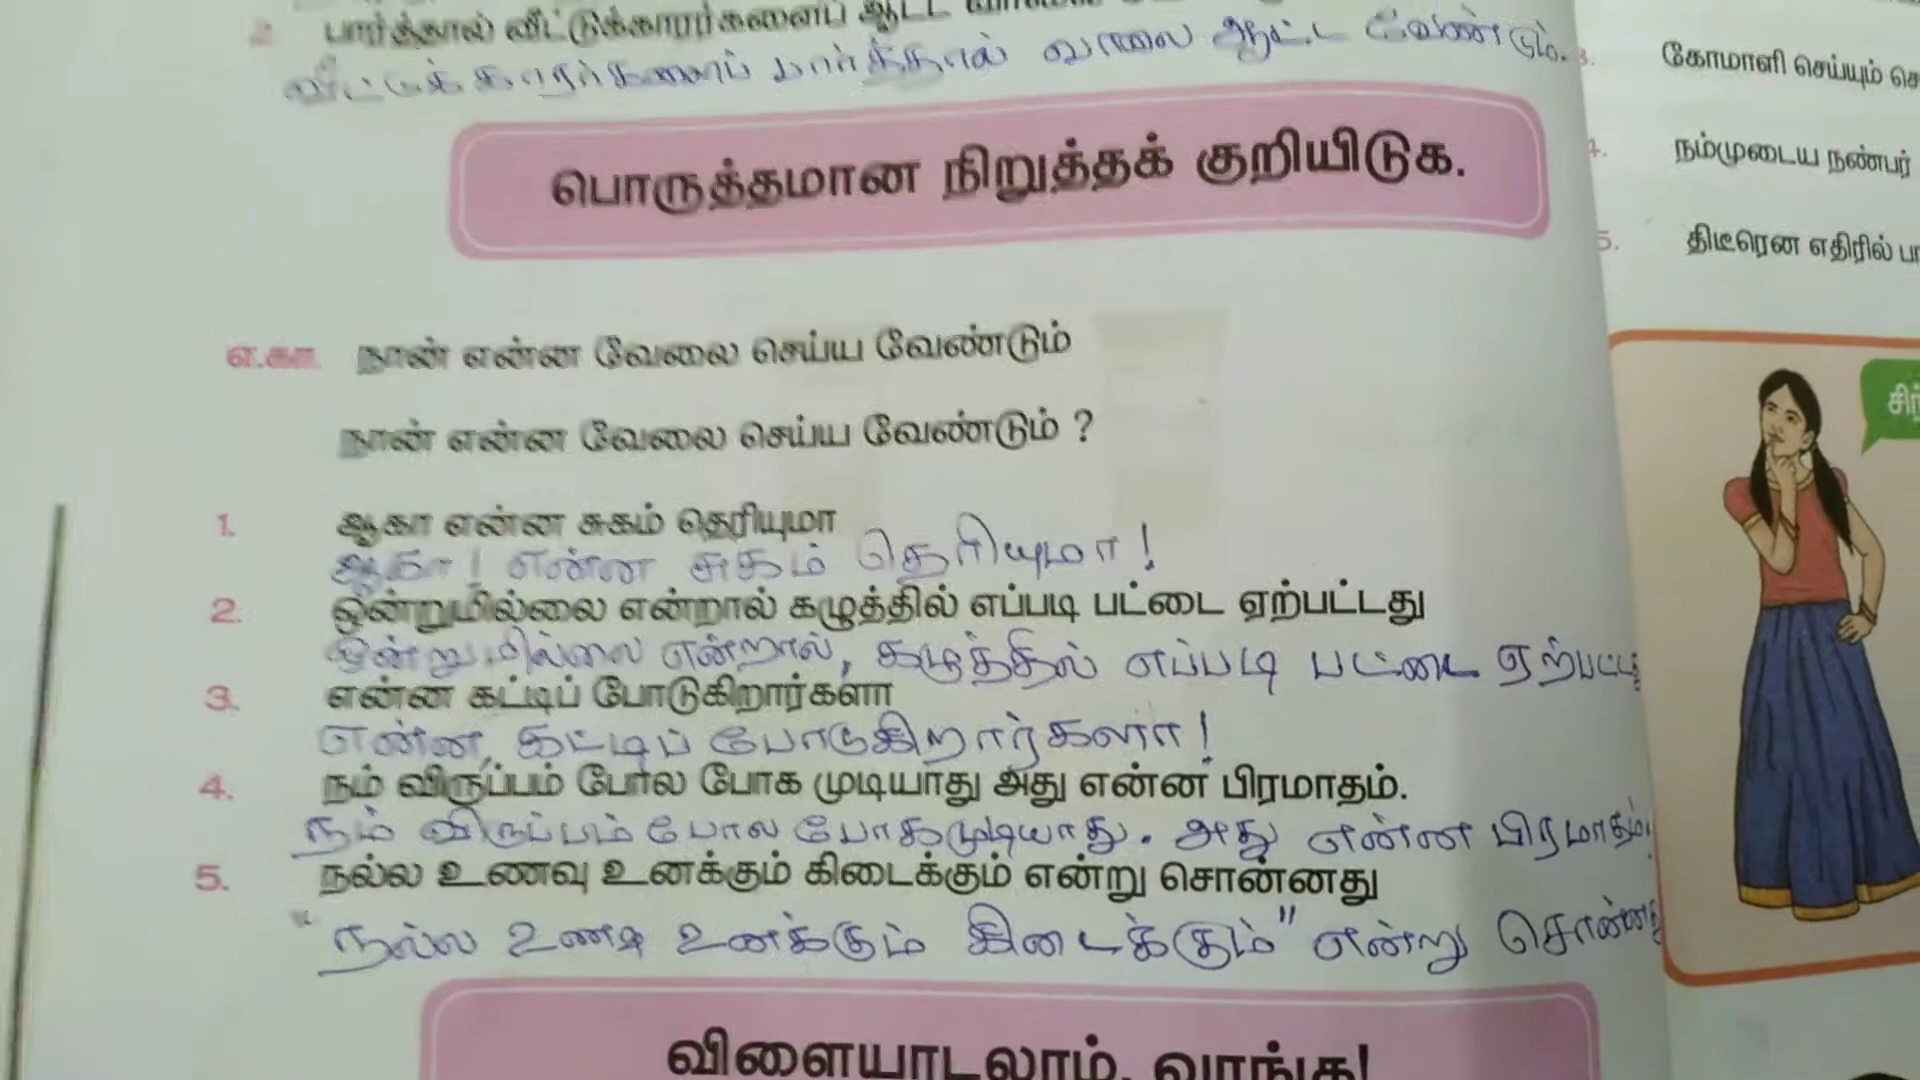 2. பார்த்தால் வீட்டுக்காரர்களைப் ஆட்ட
வீட்டுக்காரர்களைப் பார்த்தால் வாலை ஆட்ட வேண்டும்.
பொருத்தமான நிறுத்தக் குறியிடுக.
எ.கா. நான் என்ன வேலை செய்ய வேண்டும்
நான் என்ன வேலை செய்ய வேண்டும் ?
1. ஆகா என்ன சுகம் தெரியுமா
ஆகா! என்ன சுகம் தெரியுமா!
2. ஒன்றுமில்லை என்றால் கழுத்தில் எப்படி பட்டை ஏற்பட்டது
ஒன்றுமில்லை என்றால், கழுத்தில் எப்படி பட்டை
3. என்ன கட்டிப் போடுகிறார்களா
என்ன, கட்டிப் போடுகிறார்களா!
4. நம் விருப்பம் போல போக முடியாது அது என்ன பிரமாதம்.
நம் விருப்பம் போல போகமுடியாது. அது என்ன பிரமாதம்.
5. நல்ல உணவு உனக்கும் கிடைக்கும் என்று சொன்னது
"நல்ல உணவு உனக்கும் கிடைக்கும்" என்று
விளையாடலாம், வாங்க!
3. கோமாளி செய்யும்
4. நம்முடைய நண்பர்
5. திடீரென எதிரில்